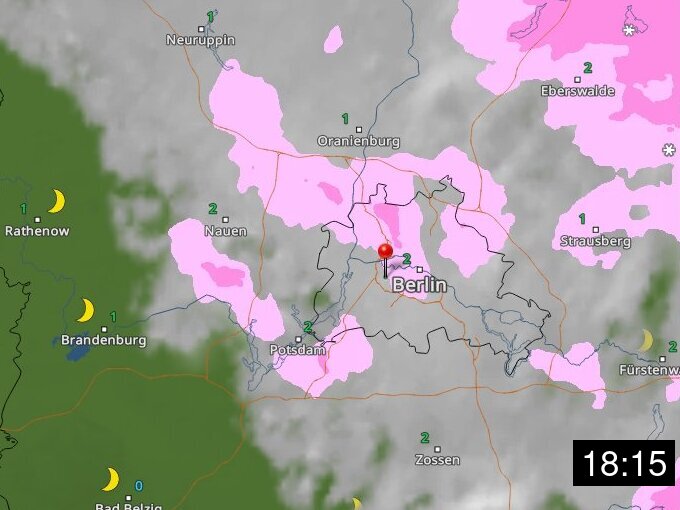 1
Neuruppin
2
Eberswalde
1
Oranienburg
1
Rathenow
2
Nauen
1
Strausberg
2
Berlin
1
Brandenburg
2
Potsdam
2
Fürstenwa
2
Zossen
18:15
0
Bad Belzig